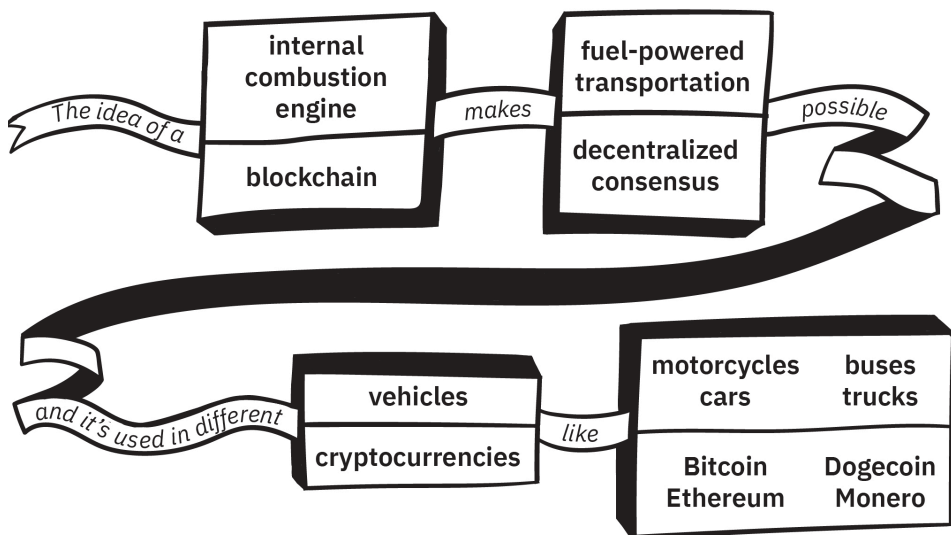 The idea of a
internal
combustion
engine
blockchain
makes
fuel-powered
transportation
decentralized
consensus
possible
and it's used in different
vehicles
cryptocurrencies
like
motorcycles buses
cars trucks
Bitcoin Dogecoin
Ethereum Monero